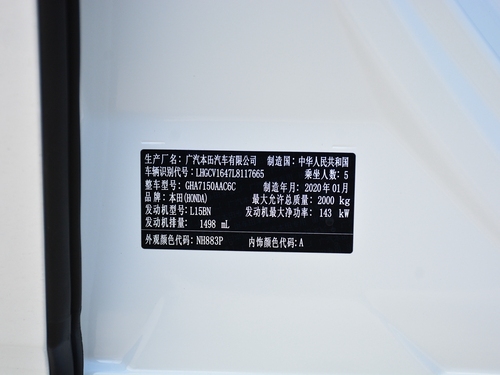 生产厂名: 广汽本田汽车有限公司 制造国: 中华人民共和国
车辆识别代号: LHGCV1647L8117665 乘坐人数: 5
整车型号: GHA7150AAC6C 制造年月: 2020年01月
品牌: 本田(HONDA) 最大允许总质量: 2000 kg
发动机型号: L15BN 发动机最大净功率: 143 kW
发动机排量: 1498 mL
外观颜色代码: NH883P 内饰颜色代码: A